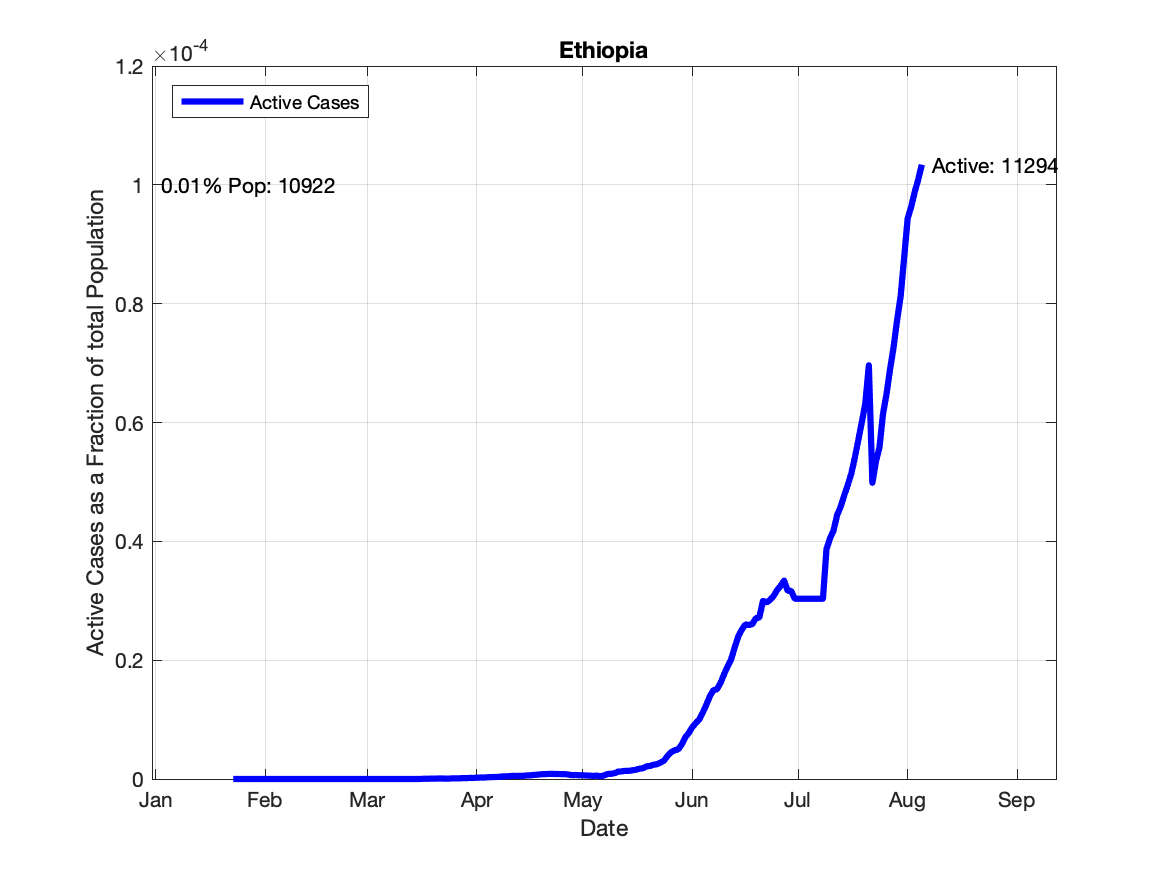 Ethiopia
×10⁻⁴
1.2
1
0.8
0.6
0.4
0.2
0
Active Cases as a Fraction of total Population
Active Cases
0.01% Pop: 10922
Active: 11294
Jan Feb Mar Apr May Jun Jul Aug Sep
Date